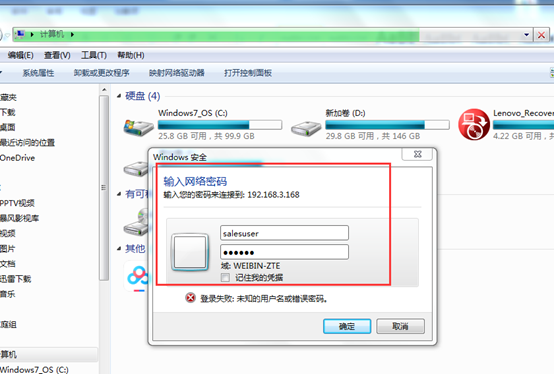 计算机
编辑(E) 查看(V) 工具(T) 帮助(H)
系统属性 卸载或更改程序 映射网络驱动器 打开控制面板
下载
桌面
最近访问的位置
OneDrive
PPTV视频
暴风影视库
视频
图片
文档
迅雷下载
音乐
Windows7_OS (C:)
硬盘 (4)
Windows7_OS (C:)
25.8 GB 可用，共 99.9 GB
新加卷 (D:)
29.8 GB 可用，共 146 GB
Lenovo_Recover
4.22 GB 可用，共
有可移
其他
Windows 安全
输入网络密码
输入您的密码来连接到: 192.168.3.168
salesuser
●●●●●●
域: WEIBIN-ZTE
记住我的凭据
登录失败: 未知的用户名或错误密码。
确定 取消